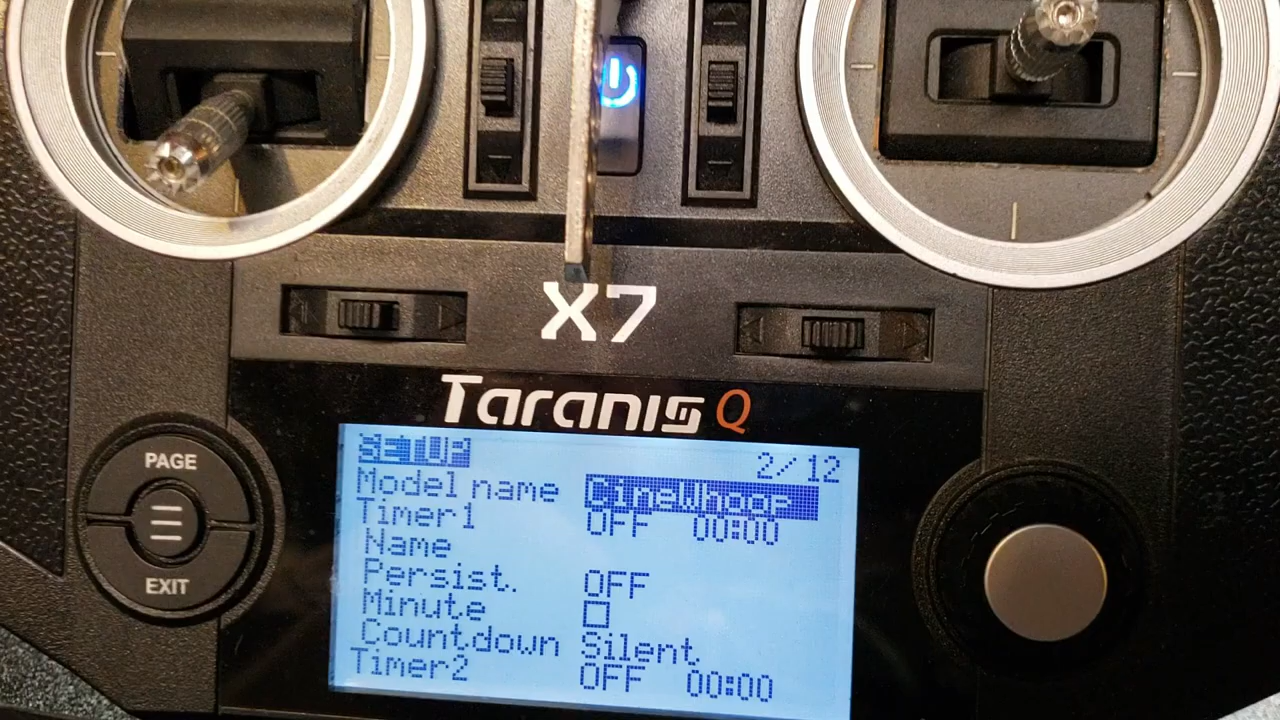 X7
Taranis Q
SETUP 2/12
Model name CineWhoop
Timer1 OFF 00:00
Name
Persist. OFF
Minute
Countdown Silent
Timer2 OFF 00:00
PAGE
EXIT